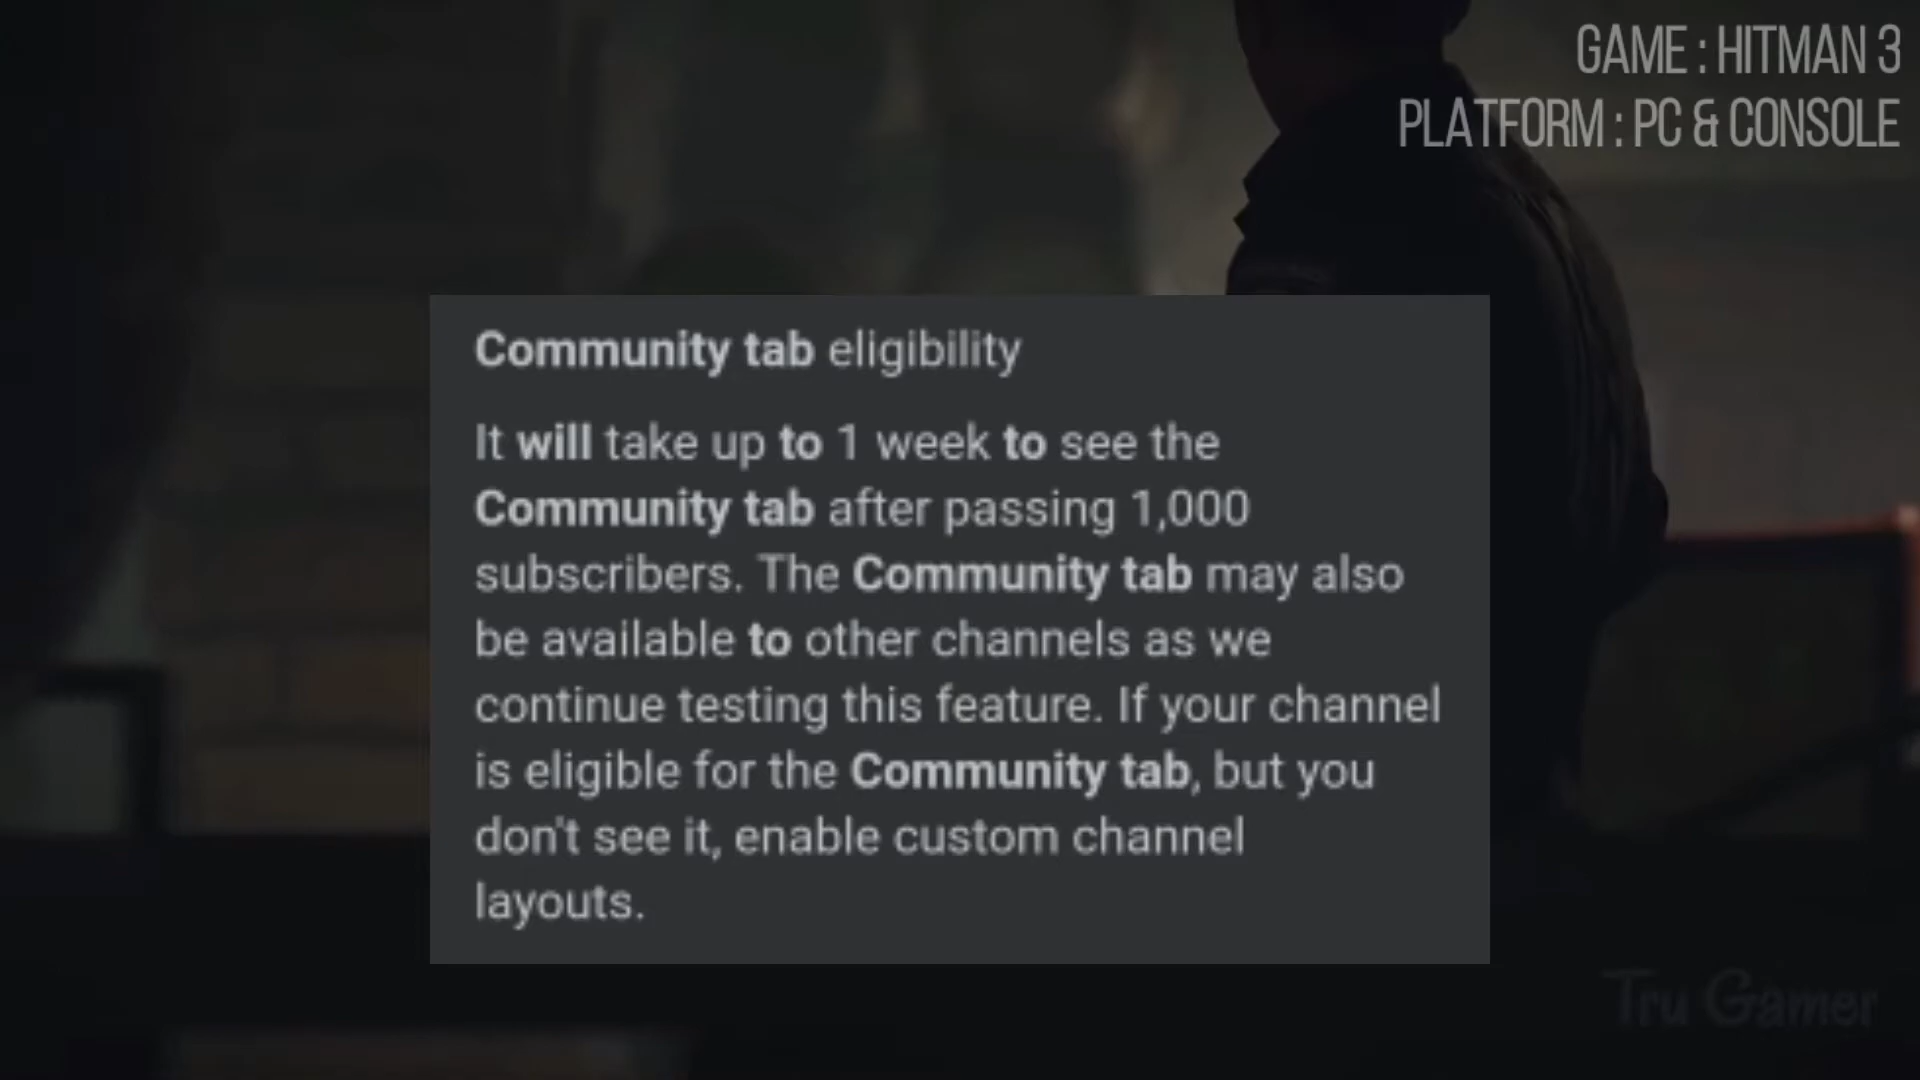 GAME : HITMAN 3
PLATFORM : PC & CONSOLE
Community tab eligibility
It will take up to 1 week to see the
Community tab after passing 1,000
subscribers. The Community tab may also
be available to other channels as we
continue testing this feature. If your channel
is eligible for the Community tab, but you
don't see it, enable custom channel
layouts.
Tru Gamer